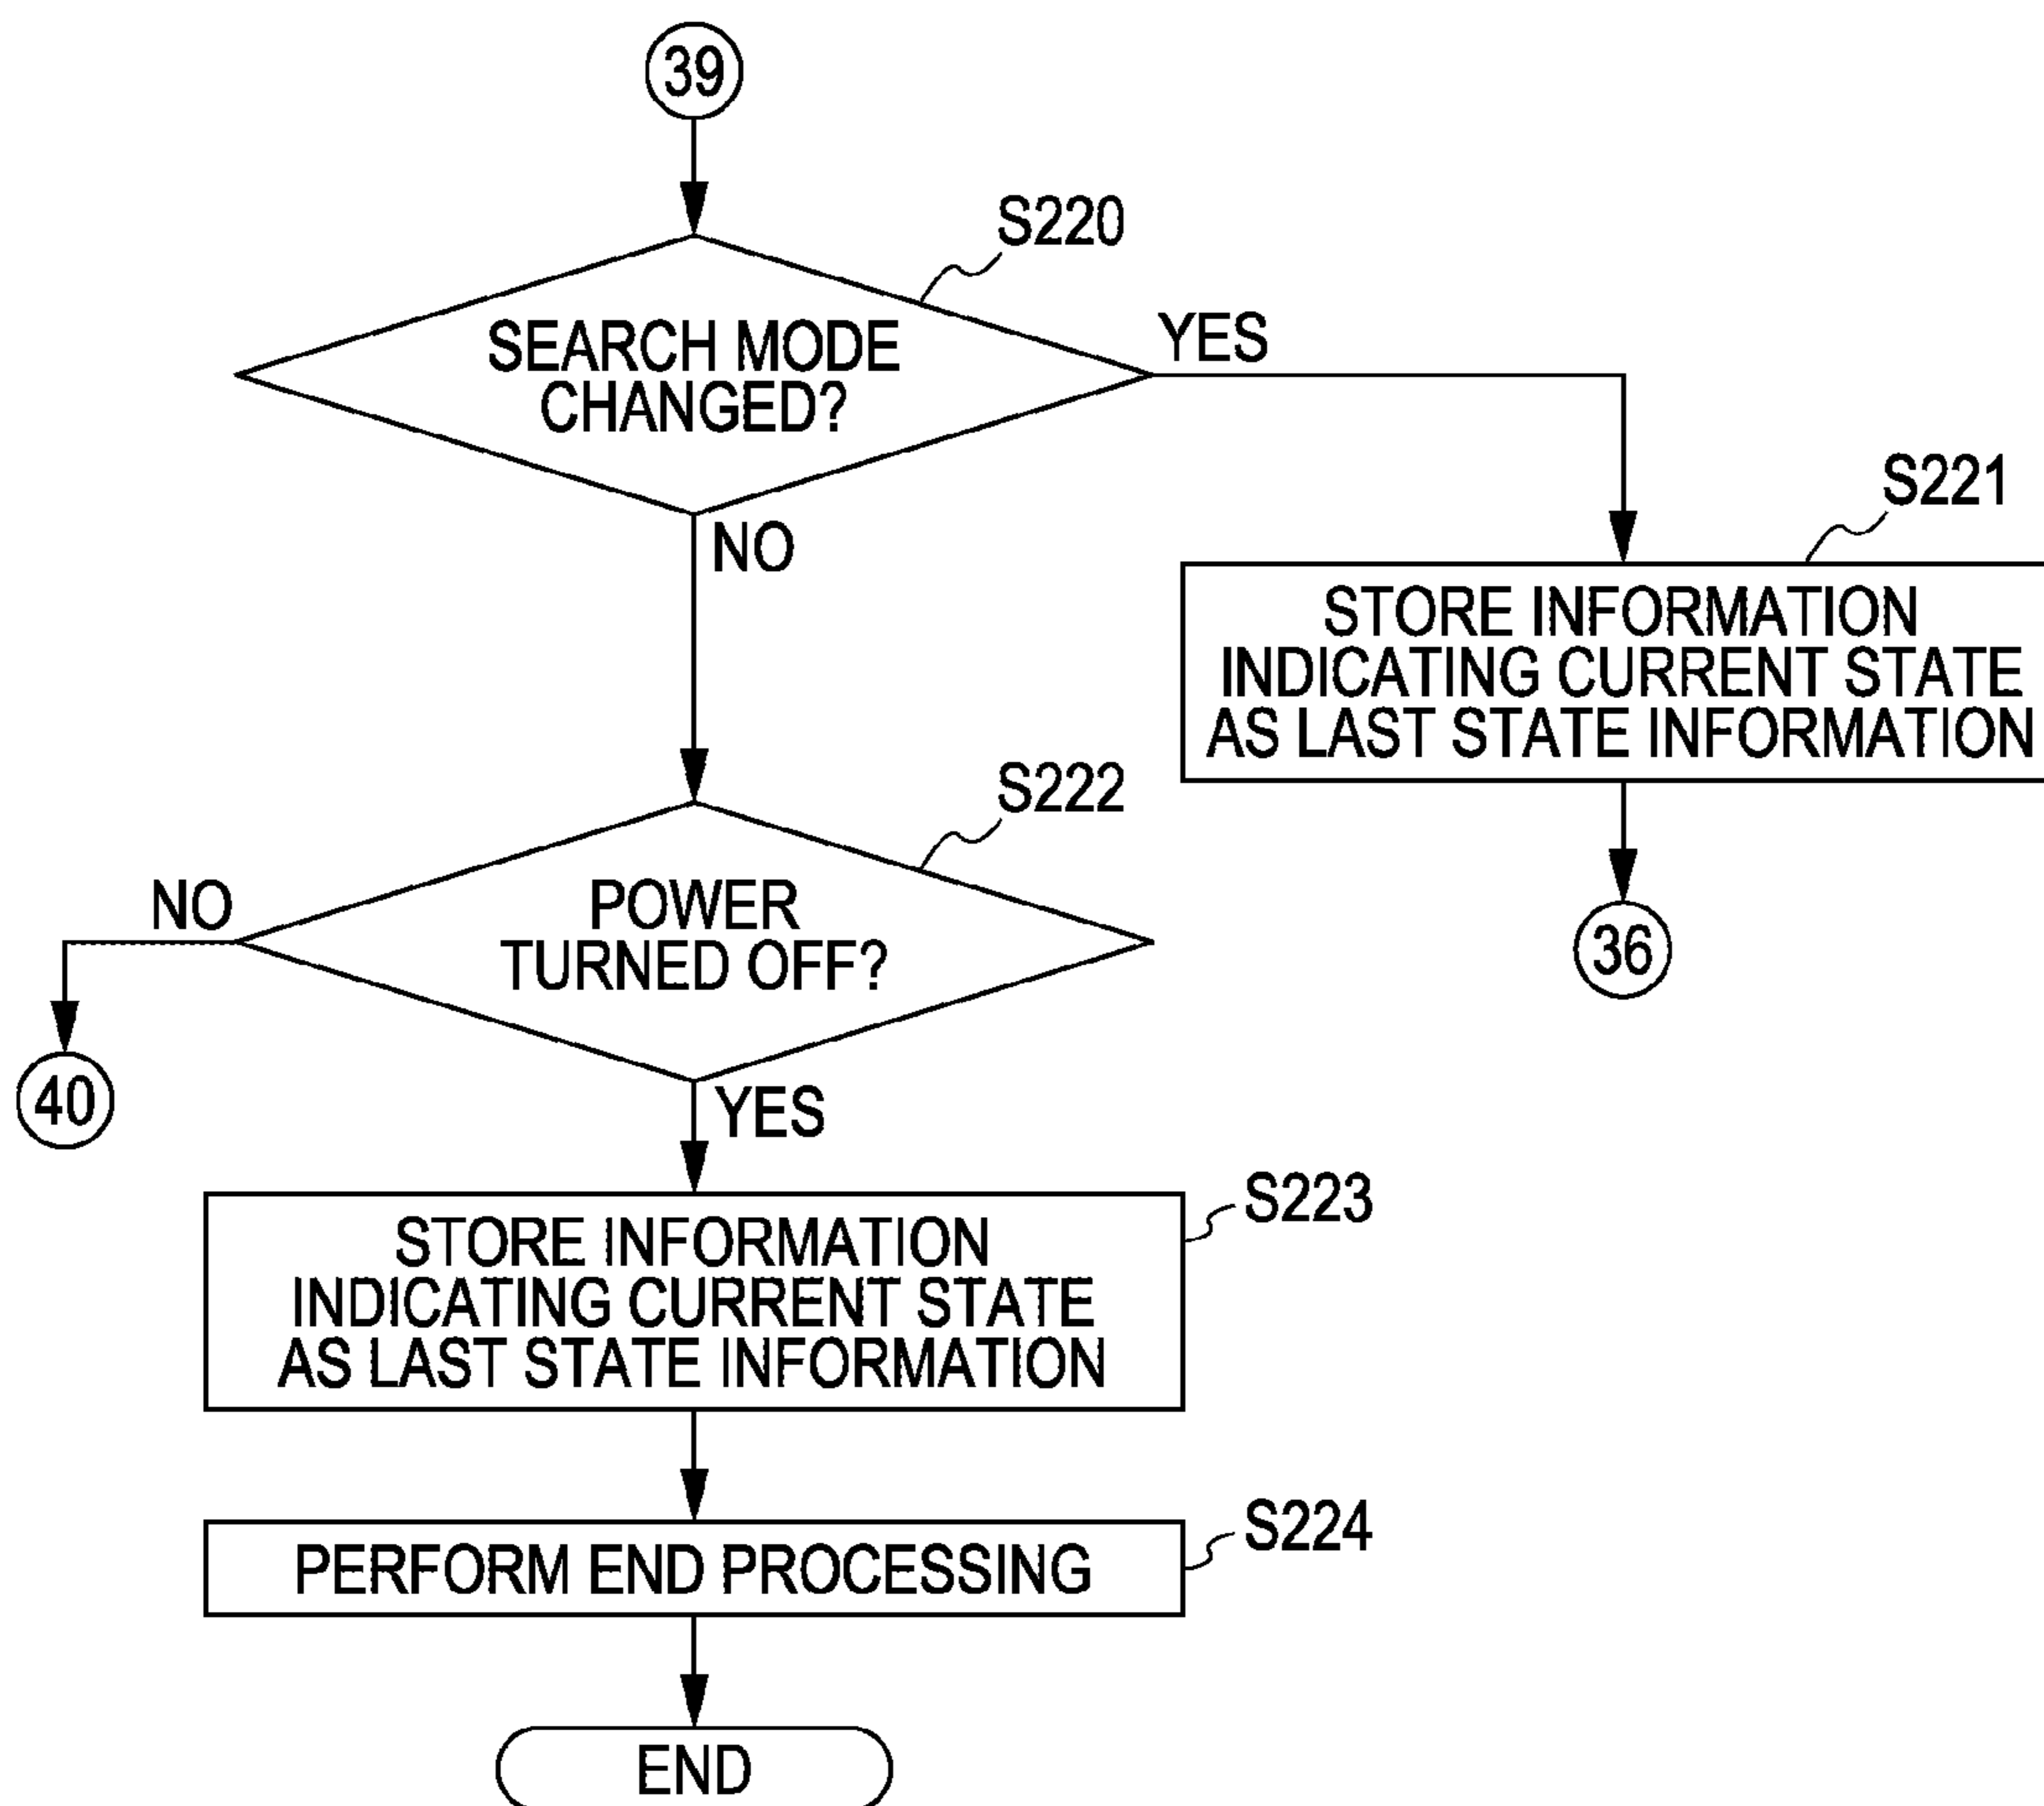 39
S220
SEARCH MODE
CHANGED?
YES
NO
S221
STORE INFORMATION
INDICATING CURRENT STATE
AS LAST STATE INFORMATION
36
S222
POWER
TURNED OFF?
NO
40
YES
S223
STORE INFORMATION
INDICATING CURRENT STATE
AS LAST STATE INFORMATION
S224
PERFORM END PROCESSING
END